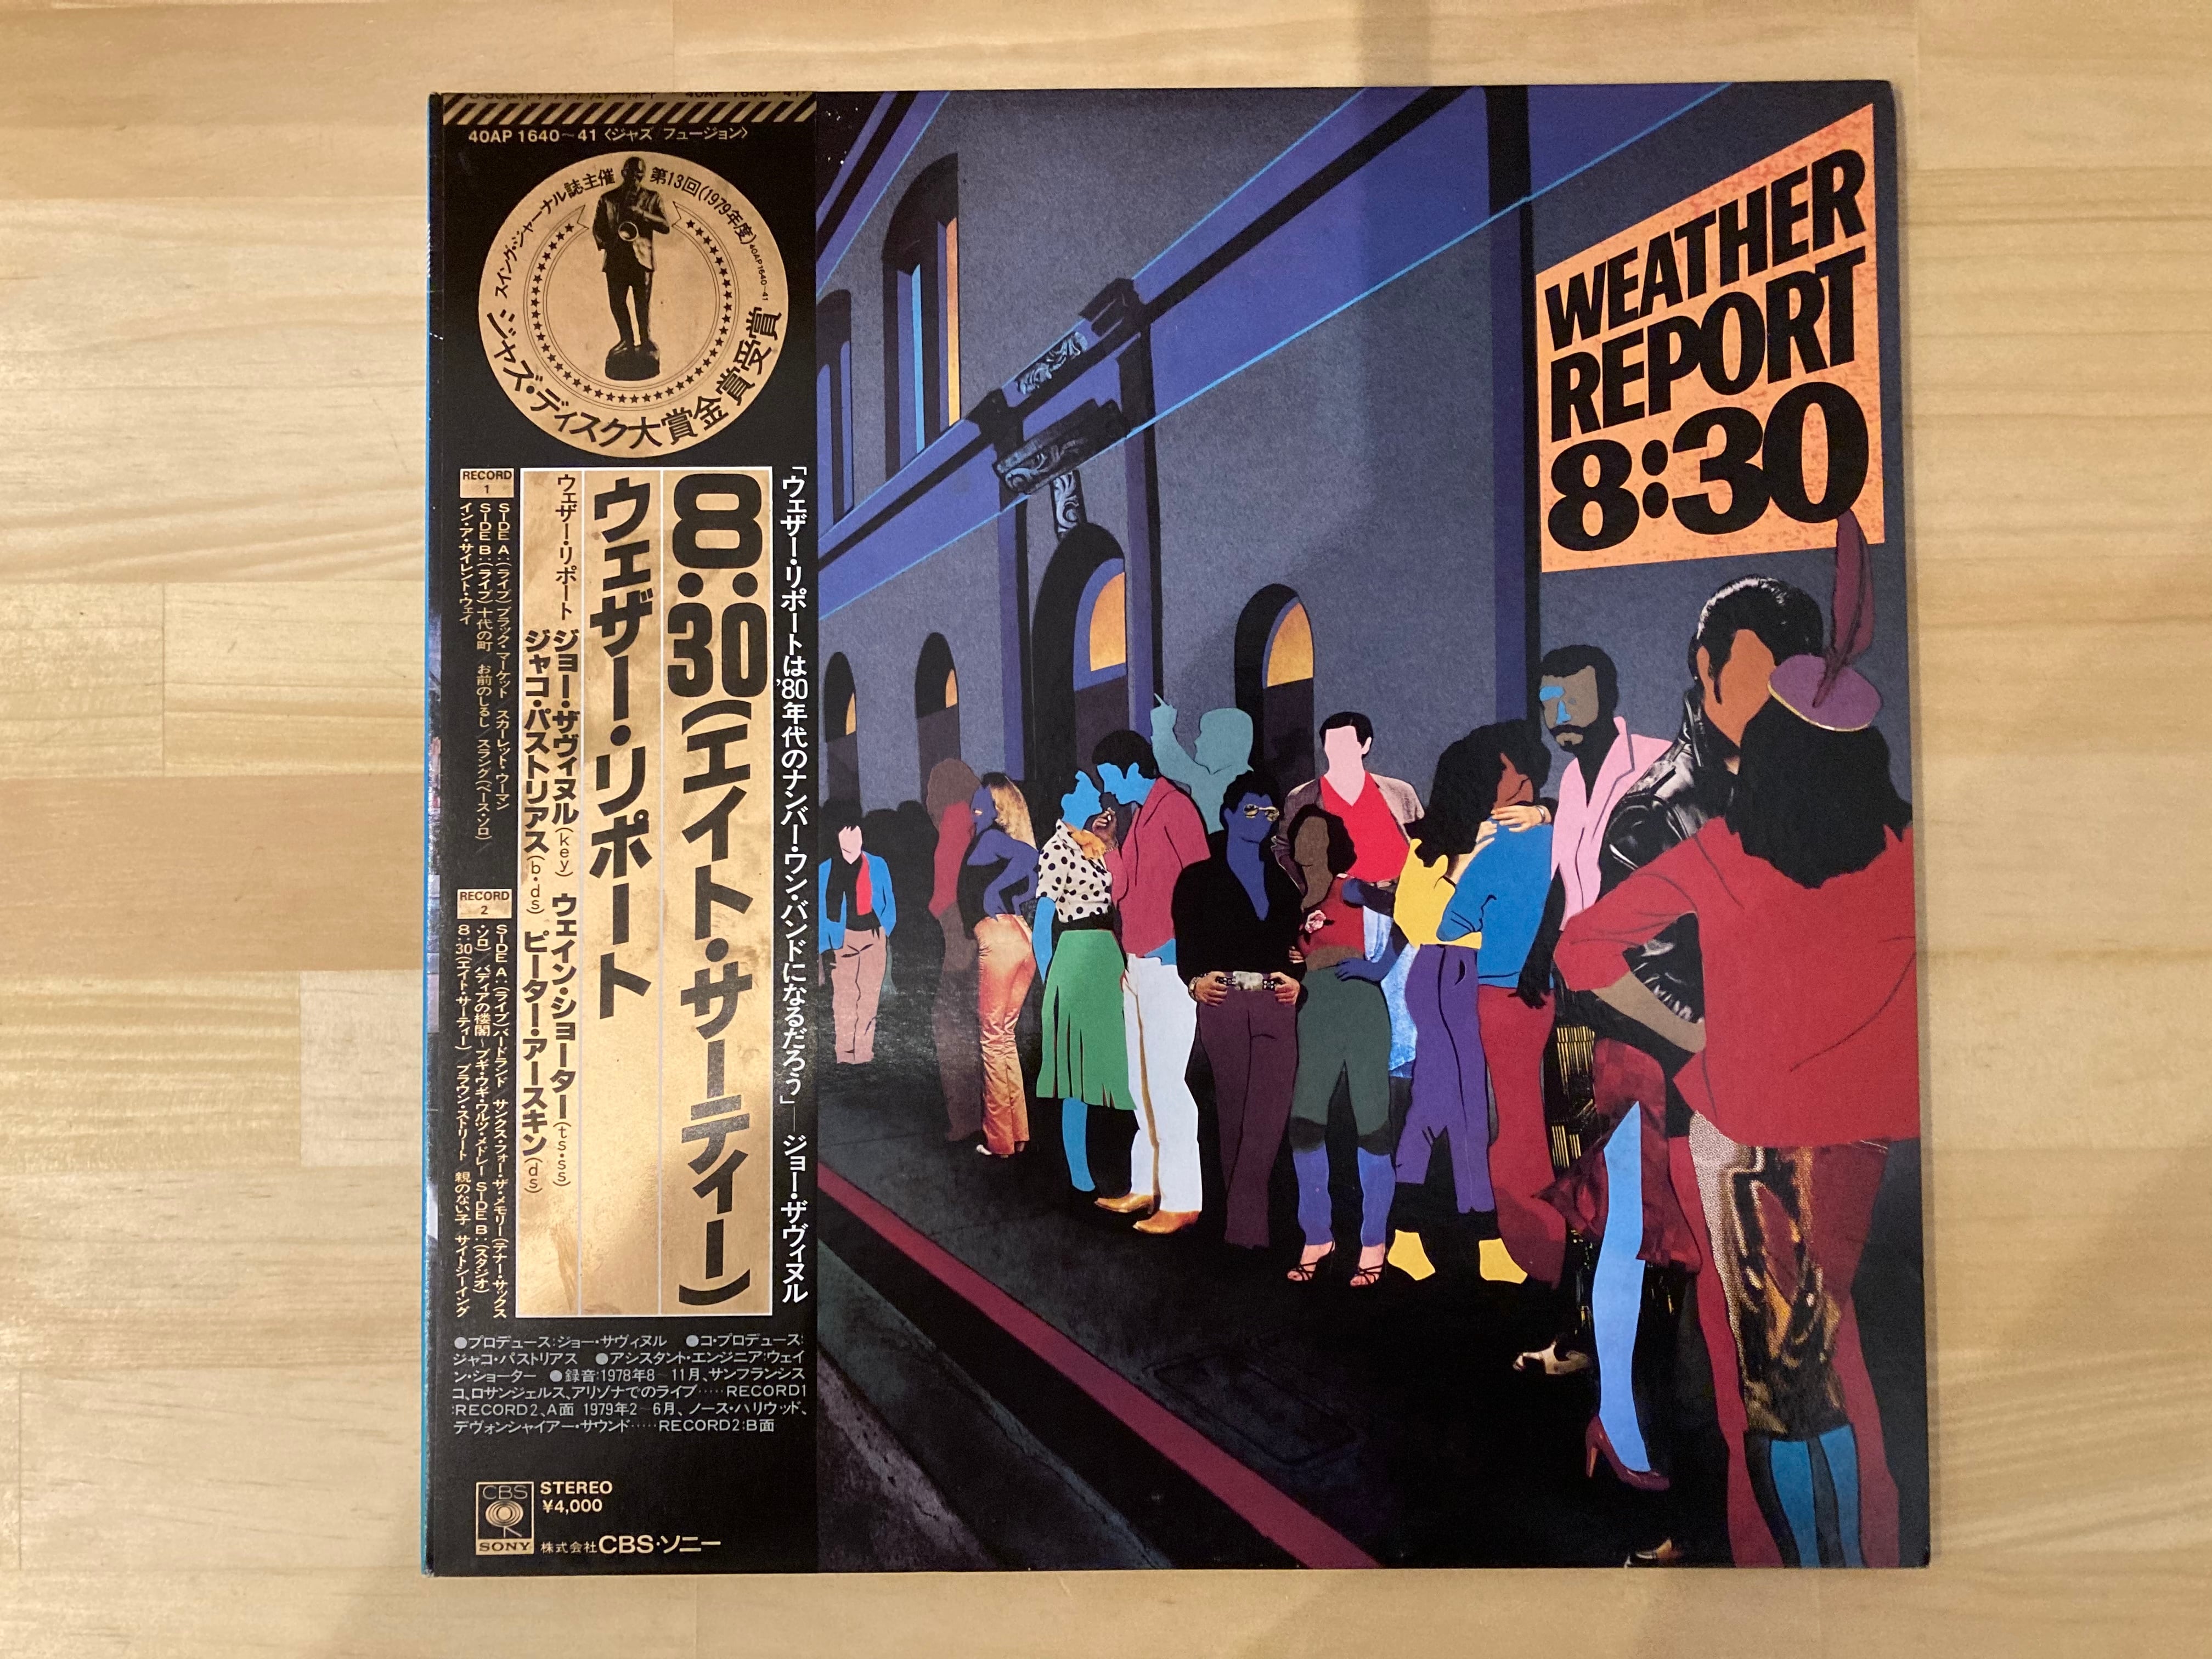 40AP 1640~41〈ジャズ フュージョン〉
スイング・ジャーナル誌主催 第13回(1979年度)
40AP1640~41
ジャズ・ディスク大賞金賞受賞
「ウェザー・リポートは'80年代のナンバー・ワン・バンドになるだろう」―ジョー・ザヴィヌル
8:30(エイト・サーティー)
ウェザー・リポート
ウェザー・リポート ジョー・ザヴィヌル(key) ウェイン・ショーター(ts・ss)
ジャコ・パストリアス(b・ds) ピーター・アースキン(ds)
RECORD
1
SIDE A:(ライブ)ブラック・マーケット スカーレット・ウーマン
SIDE B:(ライブ)十代の町 お前のしるし/スラング(ベース・ソロ)/
イン・ア・サイレント・ウェイ
RECORD
2
SIDE A:(ライブ)バードランド サンクス・フォー・ザ・メモリー(テナー・サックス
・ソロ)/バディアの楼閣~ブギ・ウギ・ワルツ・メドレー SIDE B:(スタジオ)
8:30(エイト・サーティー)/ブラウン・ストリート 親のない子 サイトシーイング
●プロデュース:ジョー・サヴィヌル ●コ・プロデュース:
ジャコ・パストリアス ●アシスタント・エンジニア:ウェイ
ン・ショーター ●録音:1978年8~11月、サンフランシス
コ、ロサンジェルス、アリゾナでのライブ……RECORD1
:RECORD2、A面 1979年2~6月、ノース・ハリウッド、
デヴォンシャイアー・サウンド……RECORD2:B面
CBS
SONY
STEREO
¥4,000
株式会社CBS・ソニー
WEATHER
REPORT
8:30